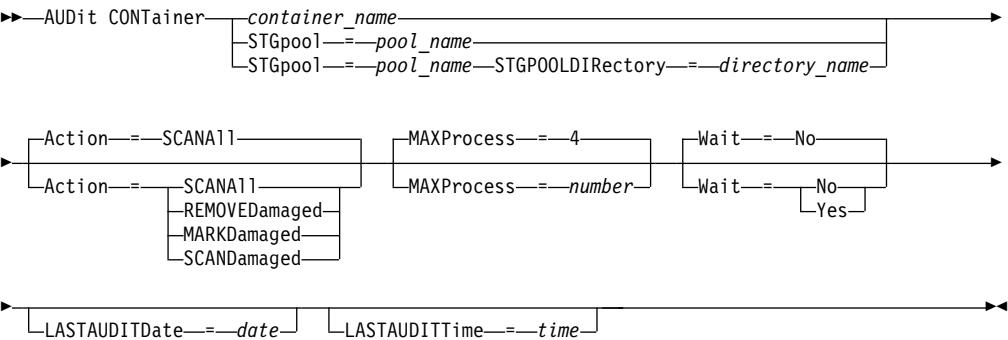 AUDit CONTainer container_name
STGpool = pool_name
STGpool = pool_name STGPOOLDIRectory = directory_name
Action = SCANAll MAXProcess = 4 Wait = No
Action = SCANAll MAXProcess = number Wait = No
REMOVEDamaged Yes
MARKDamaged
SCANDamaged
LASTAUDITDate = date LASTAUDITTime = time